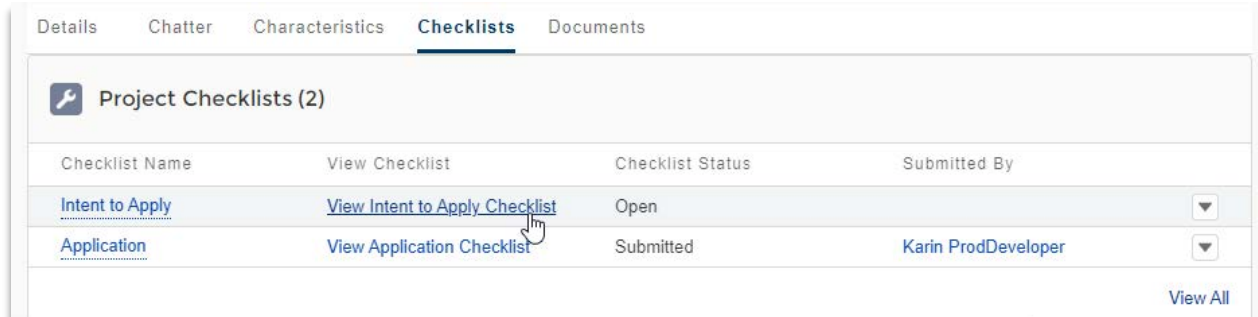 Details Chatter Characteristics Checklists Documents
Project Checklists (2)
Checklist Name View Checklist Checklist Status Submitted By
Intent to Apply View Intent to Apply Checklist Open
Application View Application Checklist Submitted Karin ProdDeveloper
View All